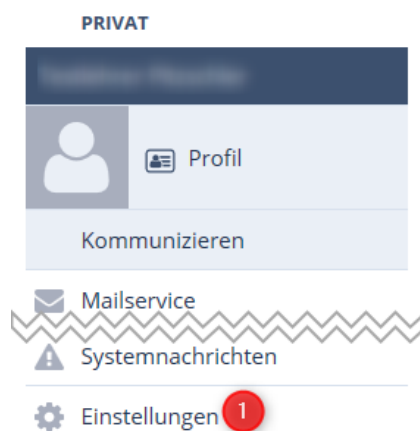 PRIVAT
Profil
Kommunizieren
Mailservice
Systemnachrichten
Einstellungen 1